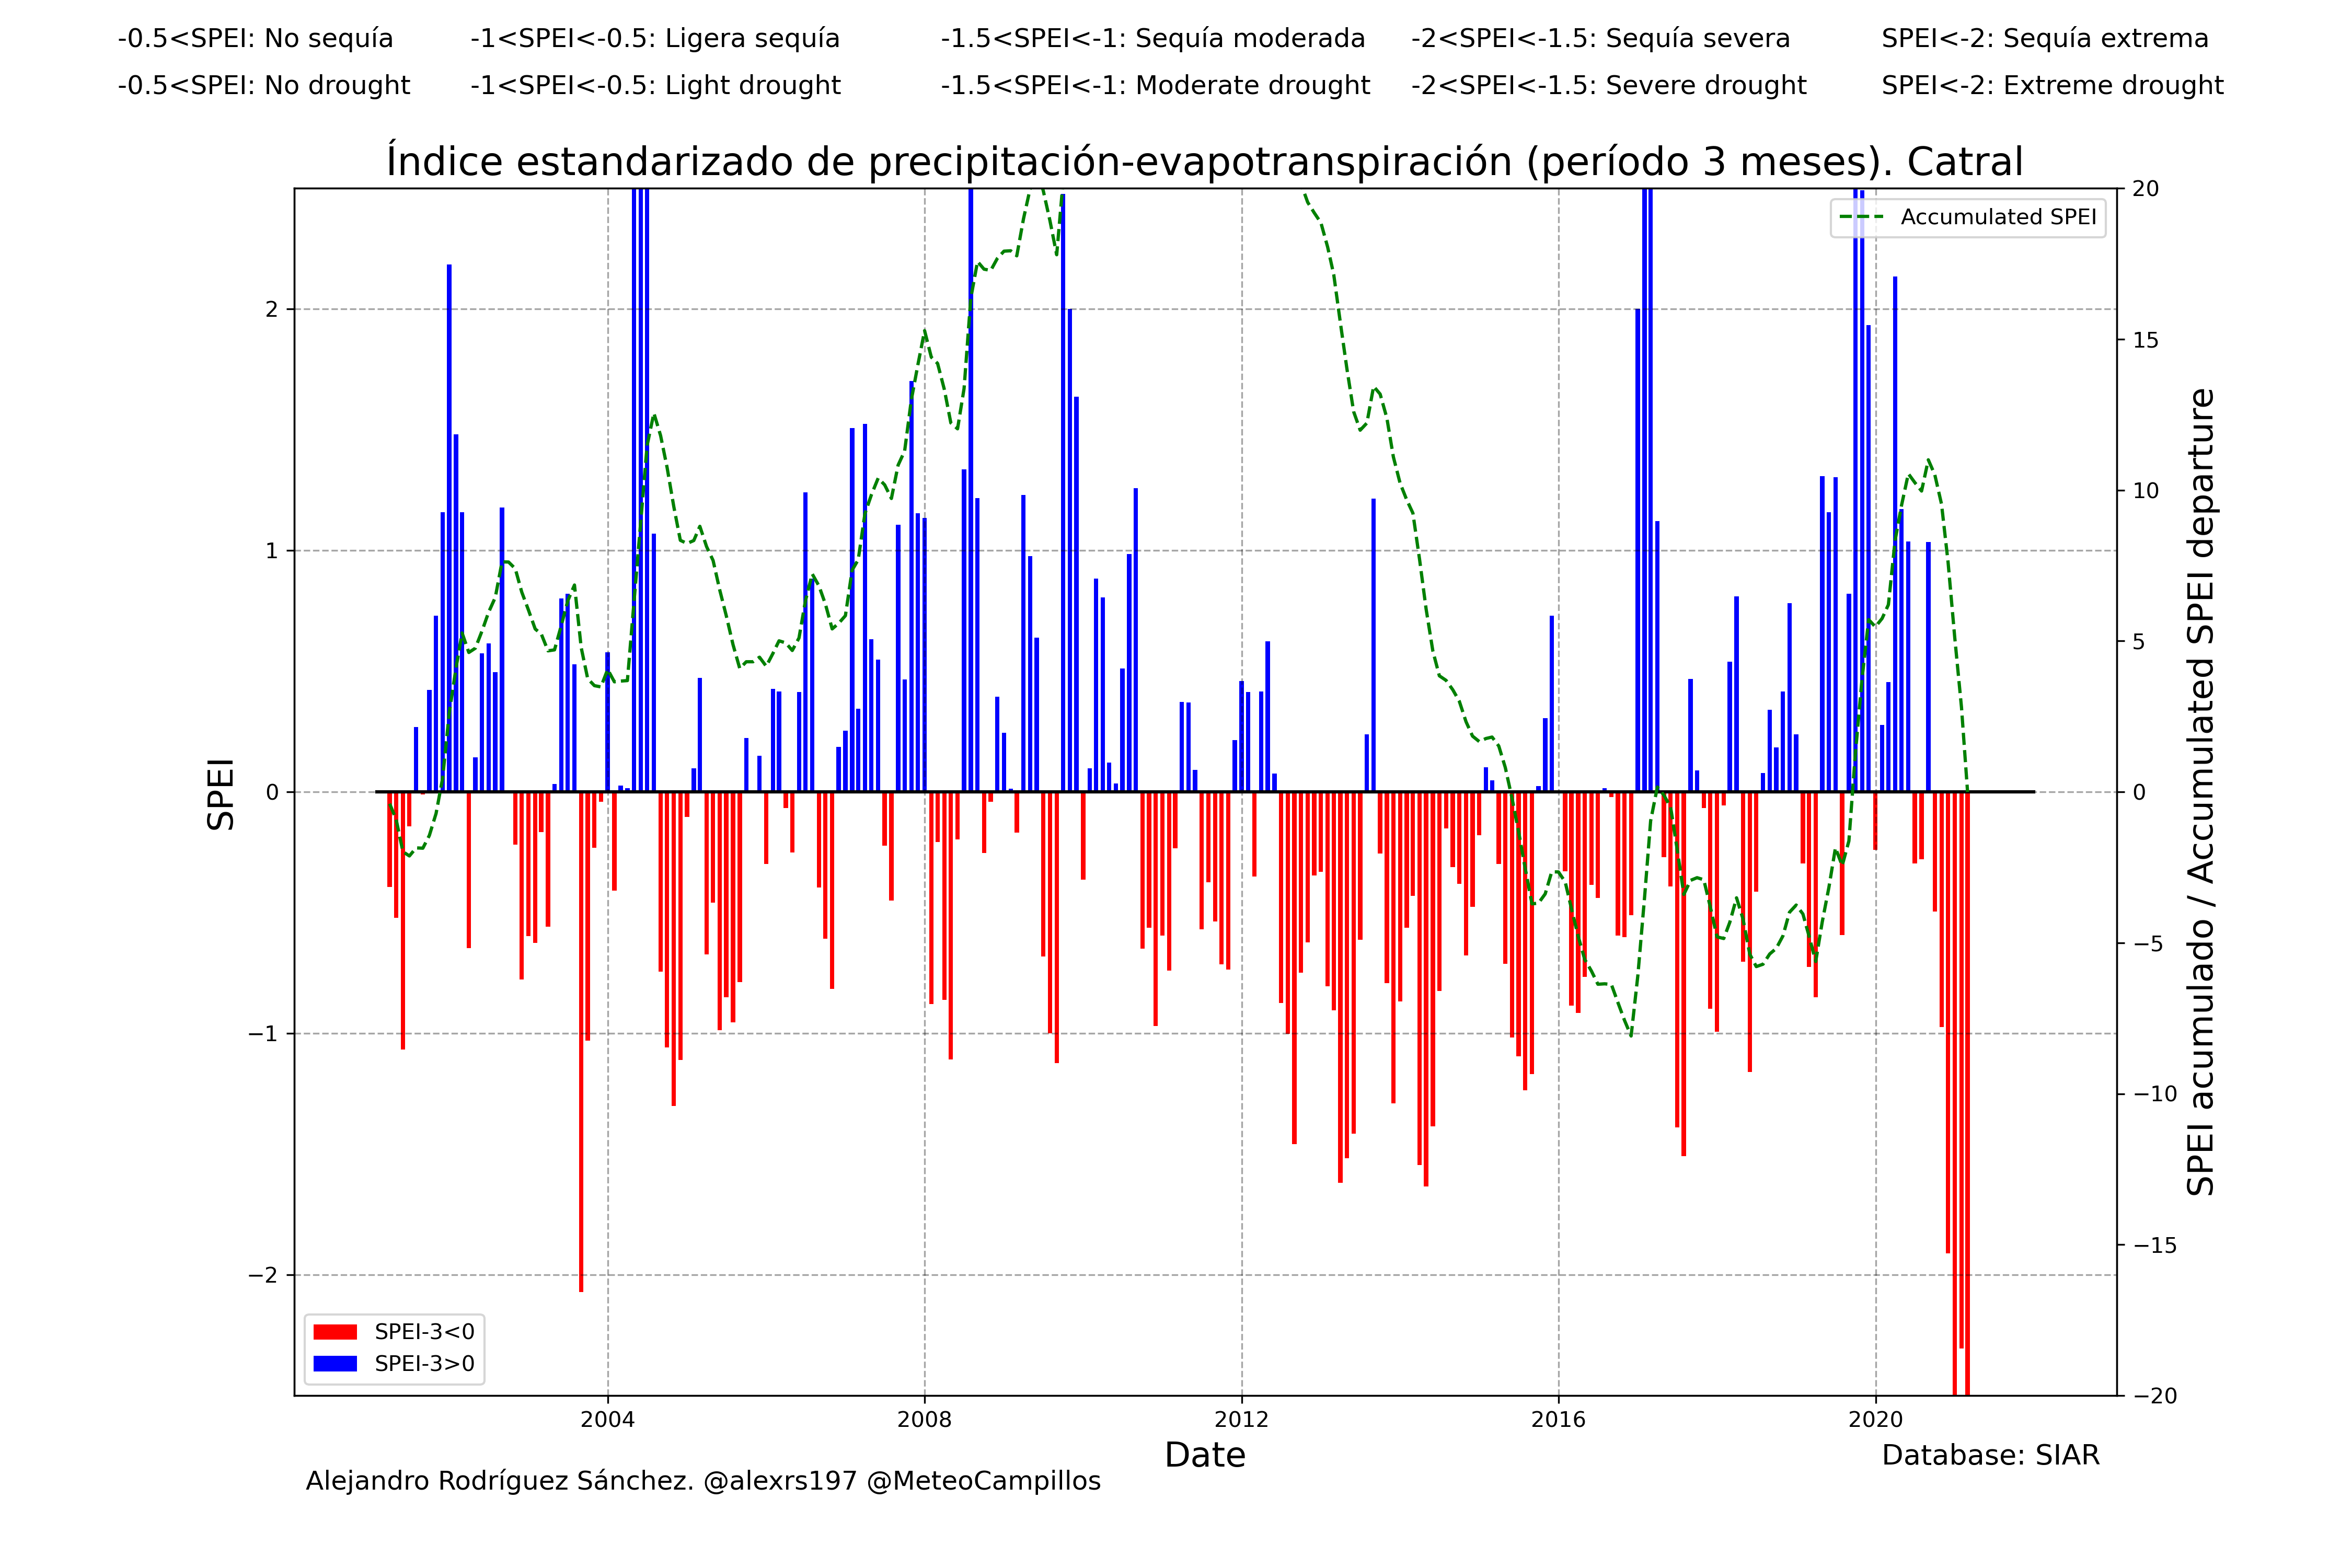 -0.5<SPEI: No sequía -1<SPEI<-0.5: Ligera sequía -1.5<SPEI<-1: Sequía moderada -2<SPEI<-1.5: Sequía severa SPEI<-2: Sequía extrema
-0.5<SPEI: No drought -1<SPEI<-0.5: Light drought -1.5<SPEI<-1: Moderate drought -2<SPEI<-1.5: Severe drought SPEI<-2: Extreme drought
Índice estandarizado de precipitación-evapotranspiración (período 3 meses). Catral
Accumulated SPEI
SPEI
2
1
0
−1
−2
20
15
10
5
0
−5
−10
−15
−20
SPEI acumulado / Accumulated SPEI departure
SPEI-3<0
SPEI-3>0
2004 2008 2012 2016 2020
Date
Database: SIAR
Alejandro Rodríguez Sánchez. @alexrs197 @MeteoCampillos